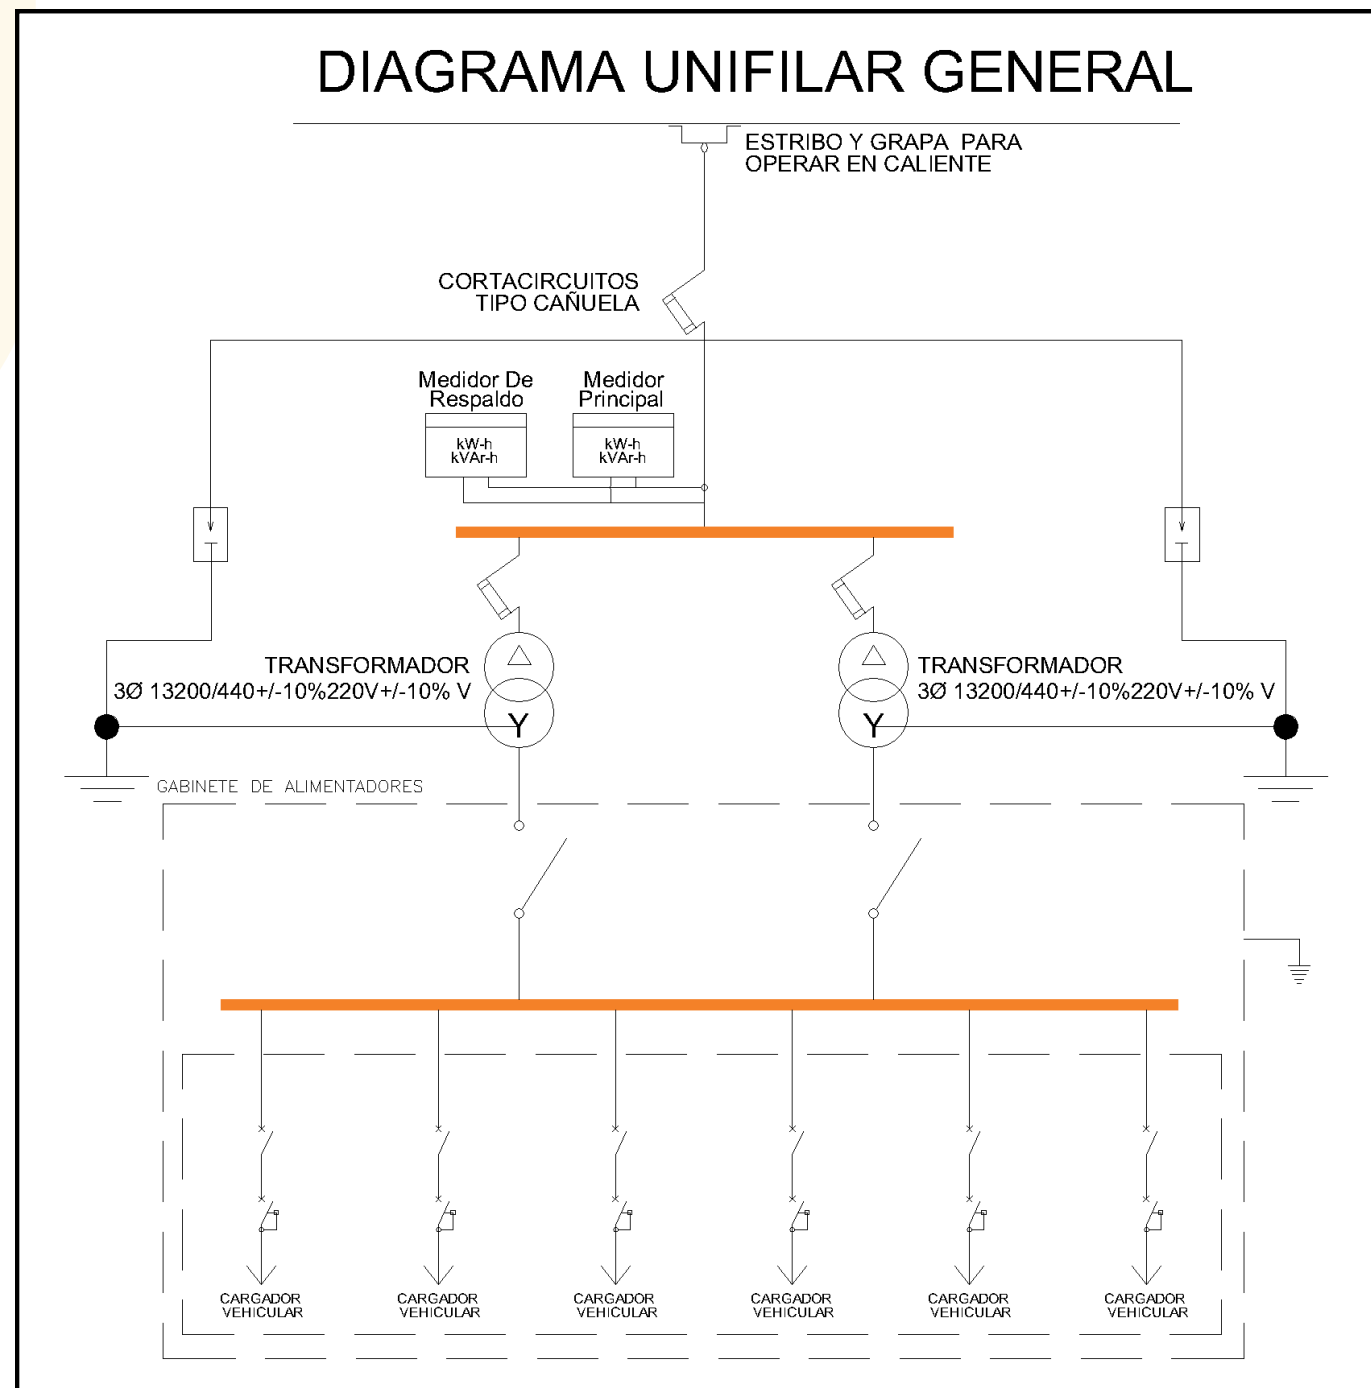 DIAGRAMA UNIFILAR GENERAL
ESTRIBO Y GRAPA PARA
OPERAR EN CALIENTE
CORTACIRCUITOS
TIPO CAÑUELA
Medidor De
Respaldo
kW-h
kVAr-h
Medidor
Principal
kW-h
kVAr-h
TRANSFORMADOR
3Ø 13200/440+/-10%220V+/-10% V
Y
TRANSFORMADOR
3Ø 13200/440+/-10%220V+/-10% V
Y
GABINETE DE ALIMENTADORES
CARGADOR
VEHICULAR
CARGADOR
VEHICULAR
CARGADOR
VEHICULAR
CARGADOR
VEHICULAR
CARGADOR
VEHICULAR
CARGADOR
VEHICULAR